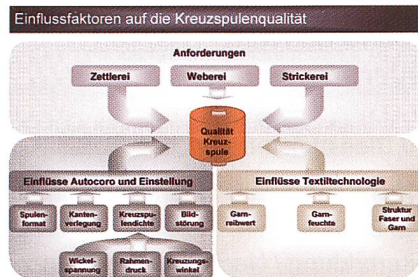 Einflussfaktoren auf die Kreuzspulenqualität
Anforderungen
Zettlerei
Weberei
Strickerei
Qualität
Kreuz-
spule
Einflüsse Autocoro und Einstellung
Einflüsse Textiltechnologie
Spulen-
format
Kanten-
verlegung
Kreuzspu-
lendichte
Bild-
störung
Garn-
reibwert
Garn-
feuchte
Struktur
Faser und
Garn
Wickel-
spannung
Rahmen-
druck
Kreuzungs-
winkel